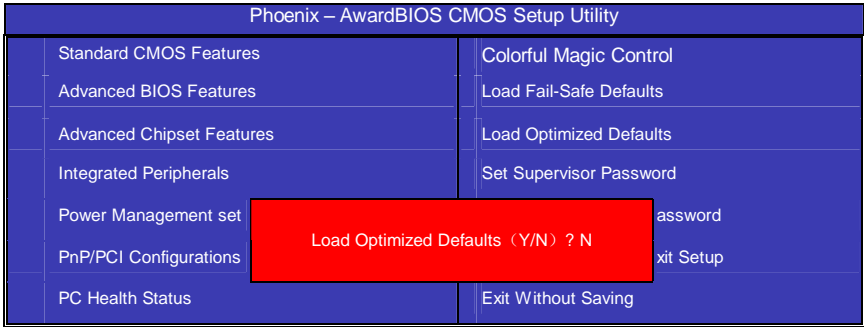 Phoenix – AwardBIOS CMOS Setup Utility
Standard CMOS Features
Colorful Magic Control
Advanced BIOS Features
Load Fail-Safe Defaults
Advanced Chipset Features
Load Optimized Defaults
Integrated Peripherals
Set Supervisor Password
Power Management set
assword
Load Optimized Defaults（Y/N）? N
PnP/PCI Configurations
xit Setup
PC Health Status
Exit Without Saving